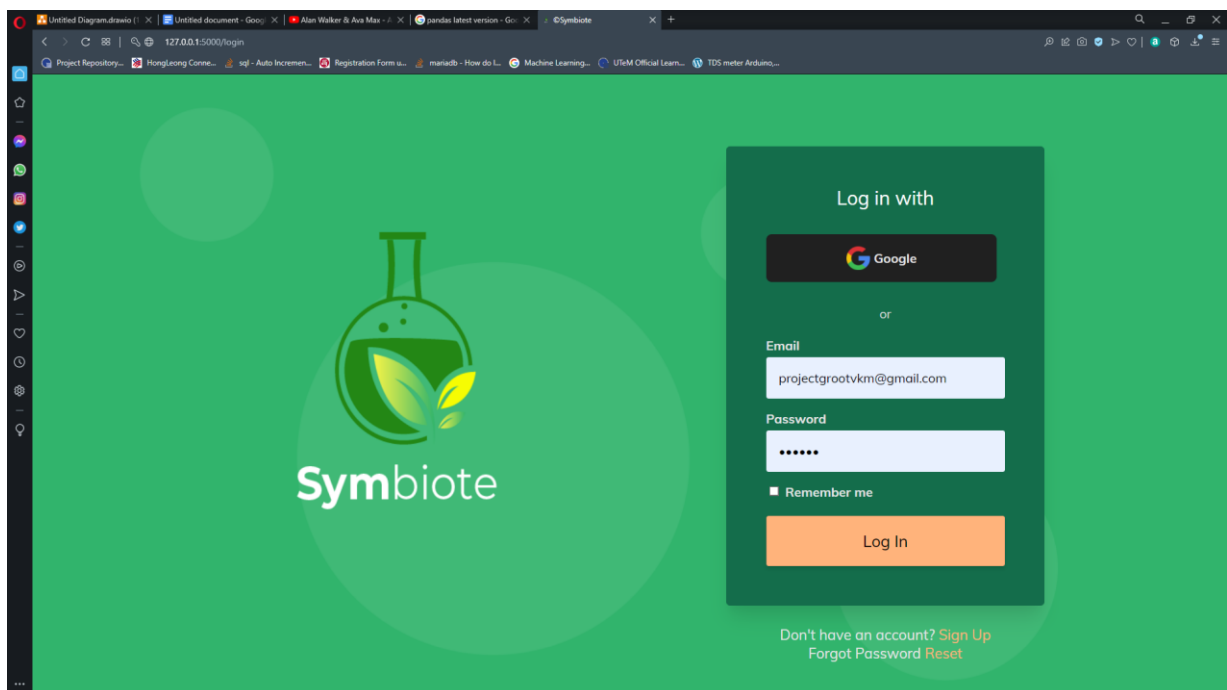 Untitled Diagram.drawio (1
Untitled document - Goog
Alan Walker & Ava Max - A
pandas latest version - Goo
©Symbiote
127.0.0.1:5000/login
Project Repository...
HongLeong Conne...
sql - Auto Incremen...
Registration Form u...
mariadb - How do I...
Machine Learning...
UTeM Official Learn...
TDS meter Arduino,...
Log in with
Google
or
Email
projectgrootvkm@gmail.com
Password
••••••
Remember me
Log In
Symbiote
Don't have an account? Sign Up
Forgot Password Reset